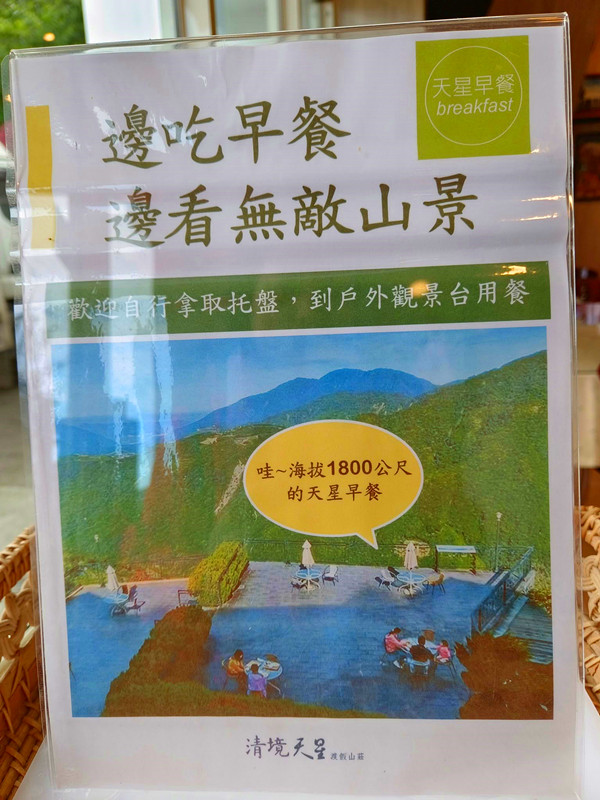 天星早餐
breakfast
邊吃早餐
邊看無敵山景
歡迎自行拿取托盤，到戶外觀景台用餐
哇~海拔1800公尺
的天星早餐
清境天星渡假山莊